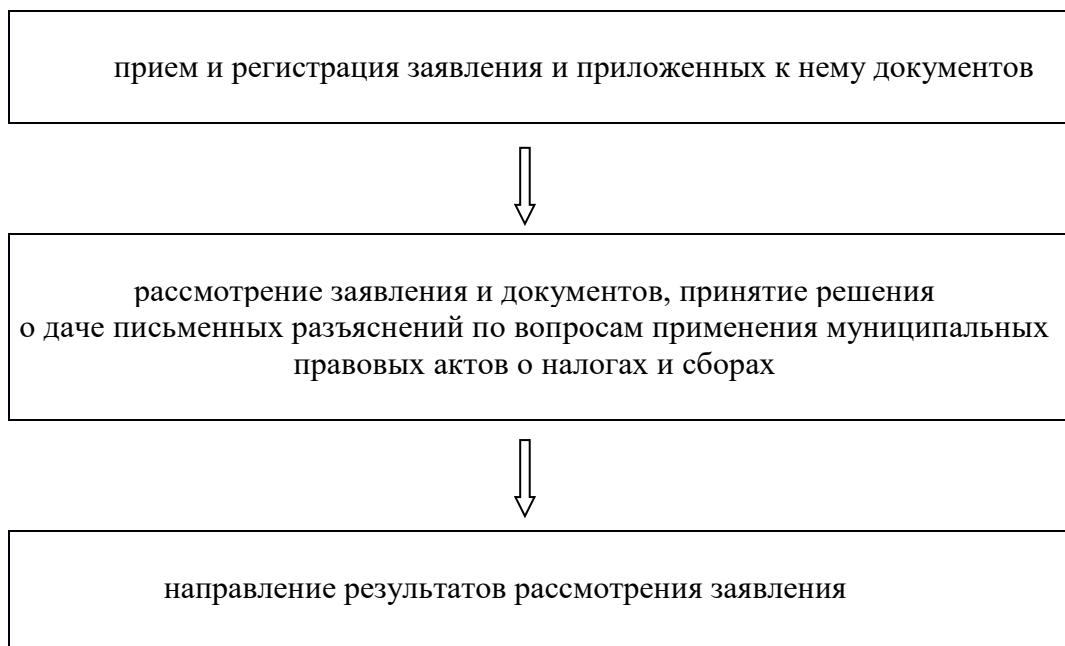 прием и регистрация заявления и приложенных к нему документов
рассмотрение заявления и документов, принятие решения
о даче письменных разъяснений по вопросам применения муниципальных
правовых актов о налогах и сборах
направление результатов рассмотрения заявления